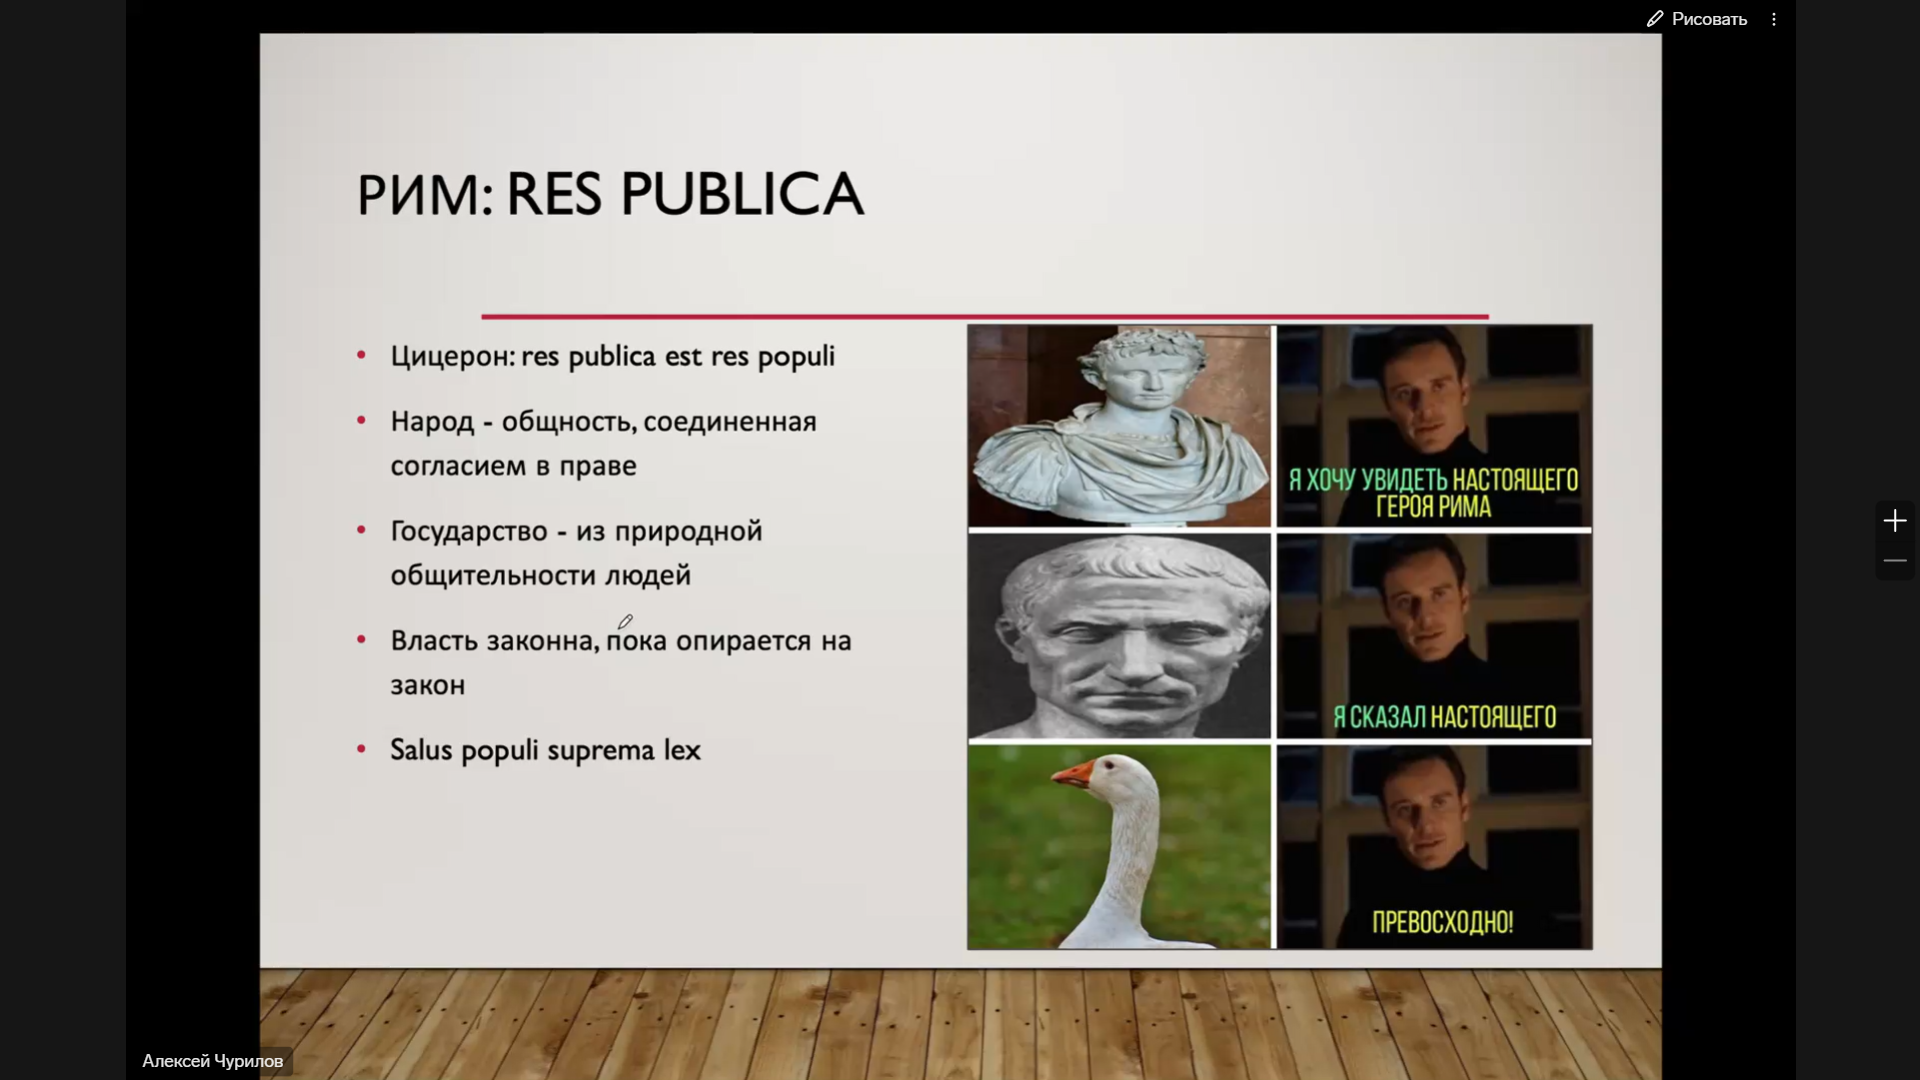 Рисовать
РИМ: RES PUBLICA
• Цицерон: res publica est res populi
• Народ - общность, соединенная
согласием в праве
• Государство - из природной
общительности людей
• Власть законна, пока опирается на
закон
• Salus populi suprema lex
Я ХОЧУ УВИДЕТЬ НАСТОЯЩЕГО
ГЕРОЯ РИМА
Я СКАЗАЛ НАСТОЯЩЕГО
ПРЕВОСХОДНО!
Алексей Чурилов